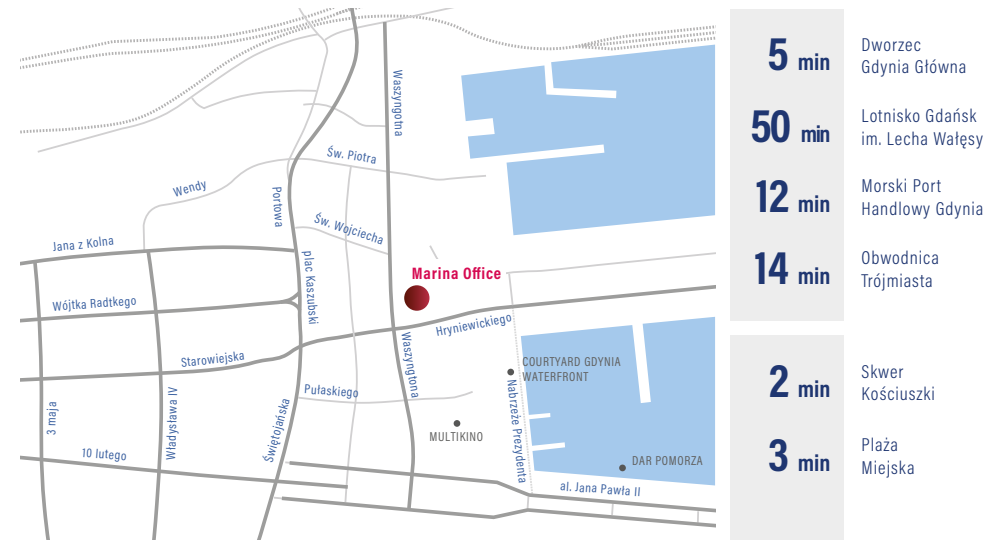 Waszyngotna
Św. Piotra
Wendy
Portowa
Św. Wojciecha
Jana z Kolna
plac Kaszubski
Marina Office
Wójtka Radtkego
Hryniewickiego
Starowiejska
Waszyngtona
COURTYARD GDYNIA
WATERFRONT
Pułaskiego
Nabrzeże Prezydenta
3 maja
Władysława IV
Świętojańska
MULTIKINO
10 lutego
DAR POMORZA
al. Jana Pawła II
5 min
Dworzec
Gdynia Główna
50 min
Lotnisko Gdańsk
im. Lecha Wałęsy
12 min
Morski Port
Handlowy Gdynia
14 min
Obwodnica
Trójmiasta
2 min
Skwer
Kościuszki
3 min
Plaża
Miejska